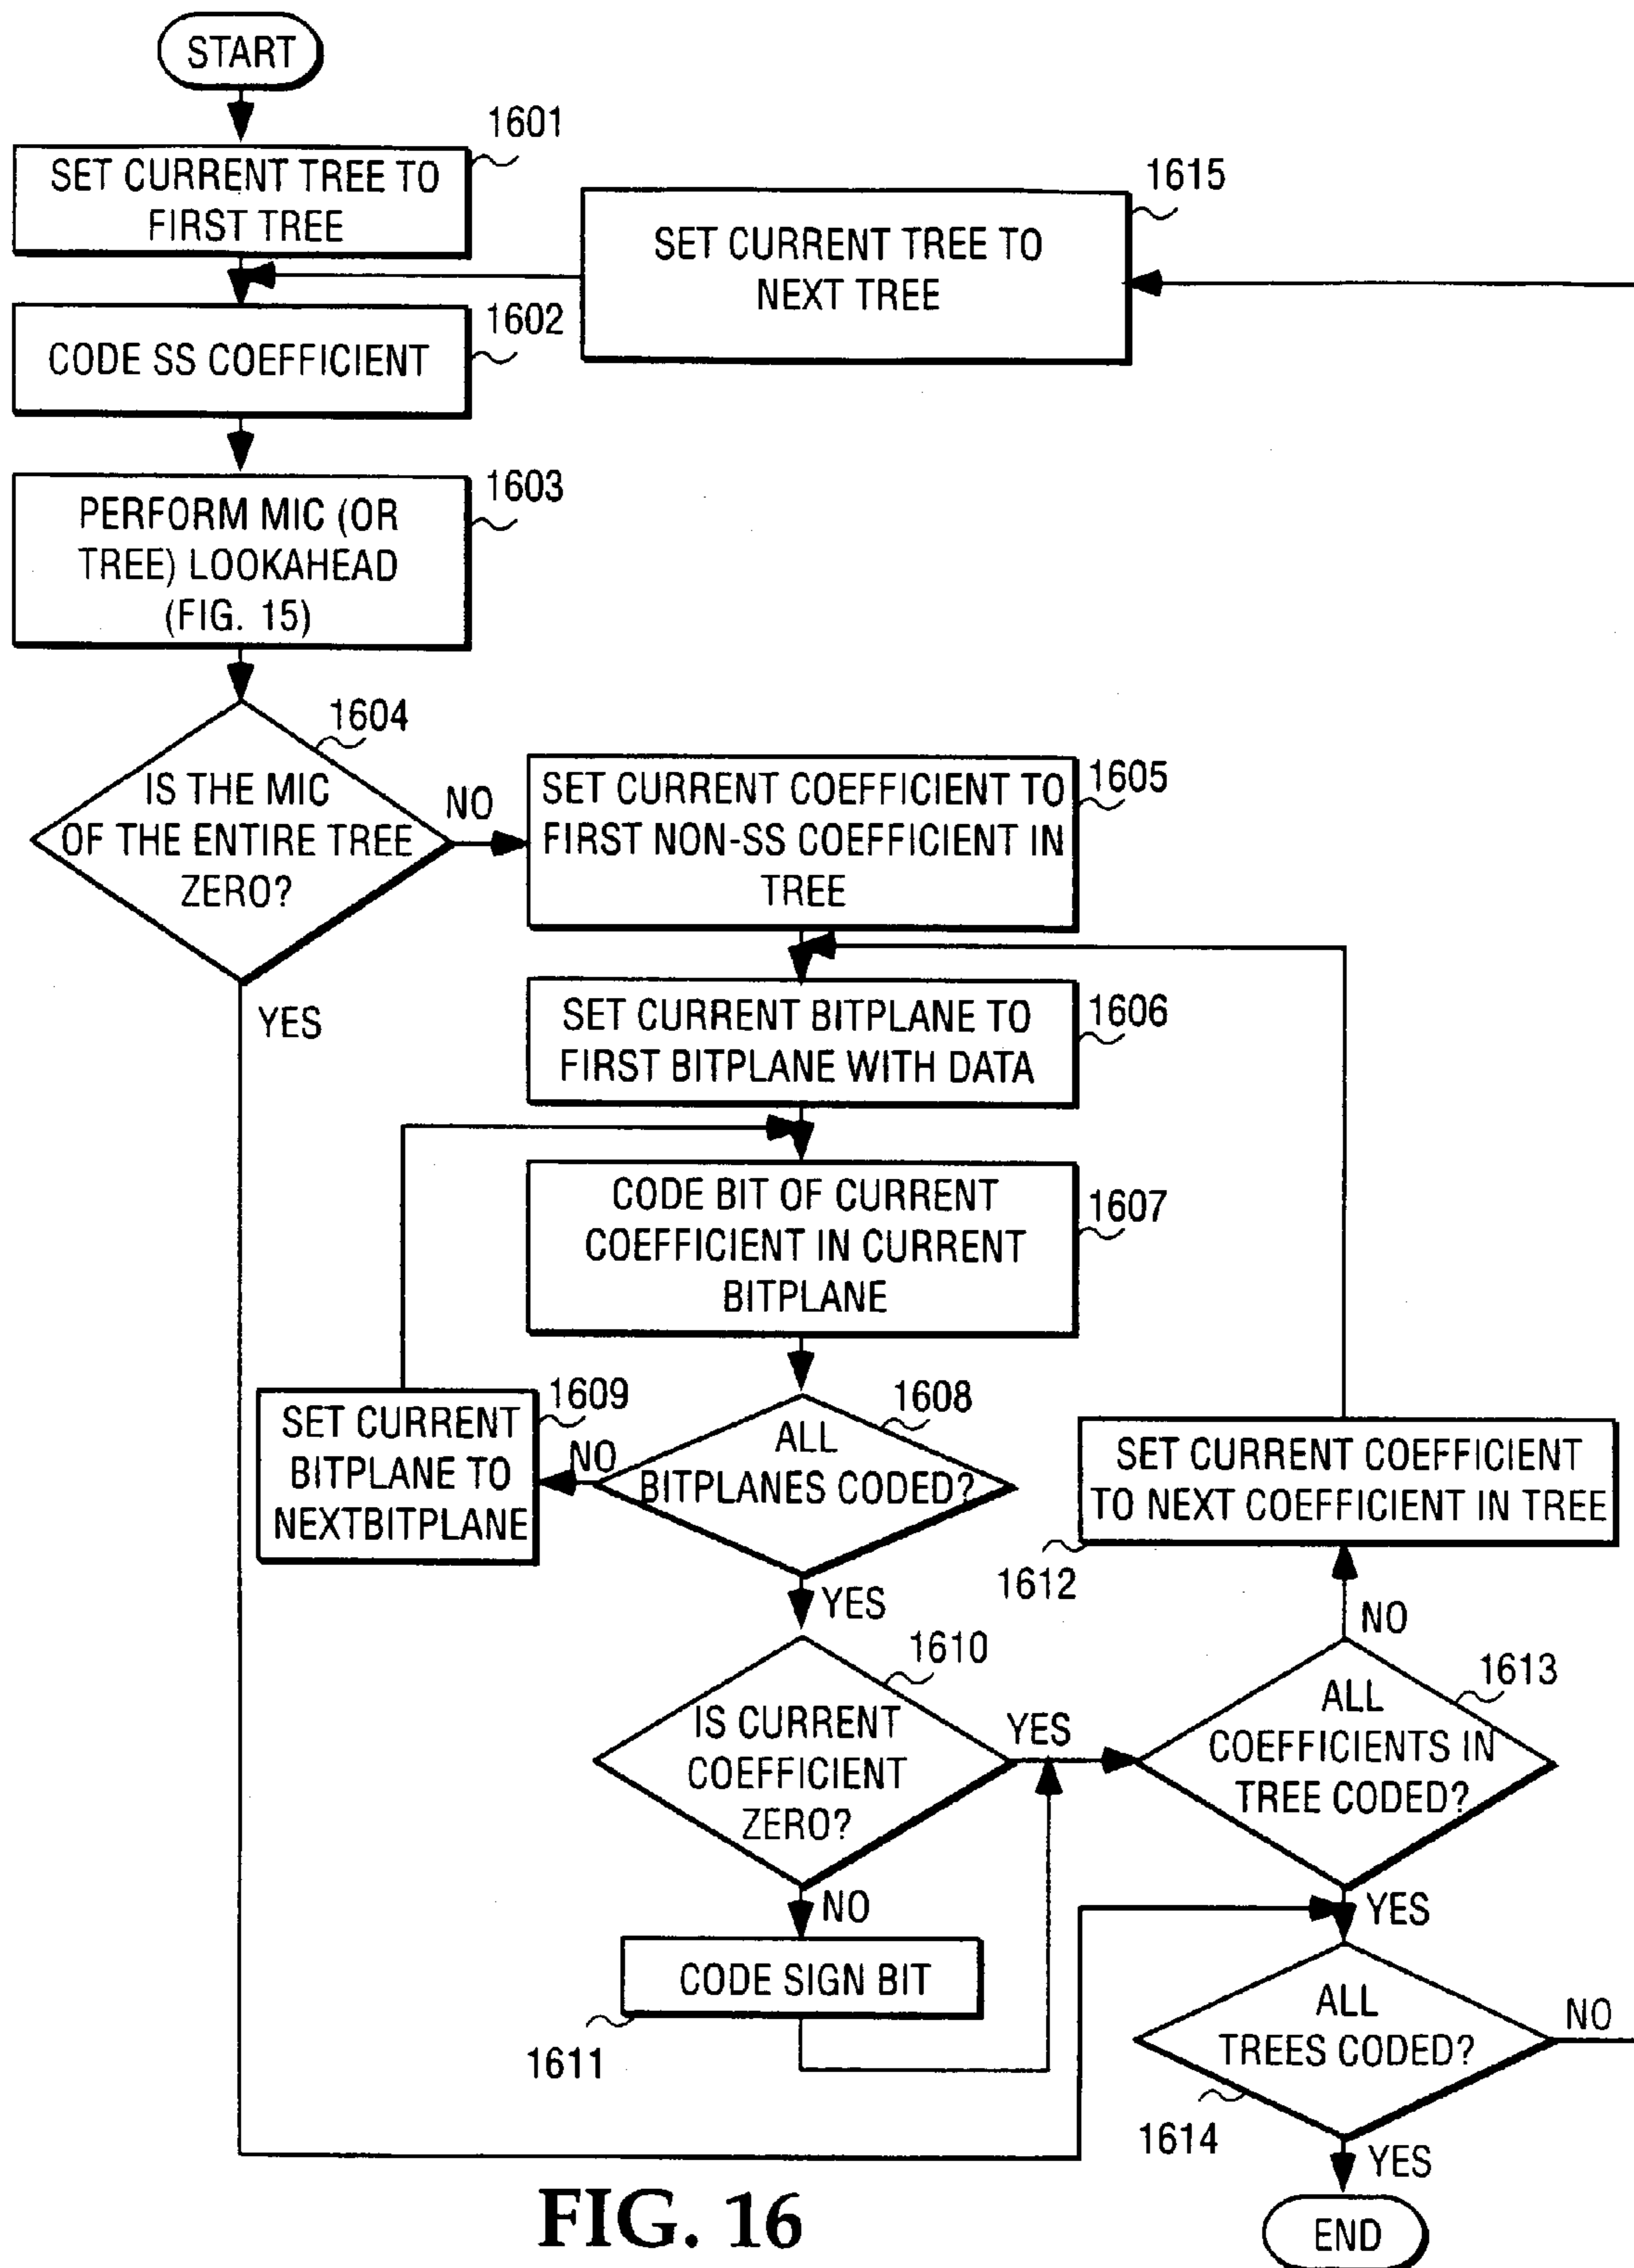 START
1601
SET CURRENT TREE TO
FIRST TREE
1615
SET CURRENT TREE TO
NEXT TREE
1602
CODE SS COEFFICIENT
1603
PERFORM MIC (OR
TREE) LOOKAHEAD
(FIG. 15)
1604
IS THE MIC
OF THE ENTIRE TREE
ZERO?
NO
YES
1605
SET CURRENT COEFFICIENT TO
FIRST NON-SS COEFFICIENT IN
TREE
1606
SET CURRENT BITPLANE TO
FIRST BITPLANE WITH DATA
1607
CODE BIT OF CURRENT
COEFFICIENT IN CURRENT
BITPLANE
1608
ALL
BITPLANES CODED?
NO
1609
SET CURRENT
BITPLANE TO
NEXTBITPLANE
YES
1610
IS CURRENT
COEFFICIENT
ZERO?
YES
NO
CODE SIGN BIT
1611
SET CURRENT COEFFICIENT
TO NEXT COEFFICIENT IN TREE
1612
NO
1613
ALL
COEFFICIENTS IN
TREE CODED?
YES
ALL
TREES CODED?
NO
1614
YES
END
FIG. 16